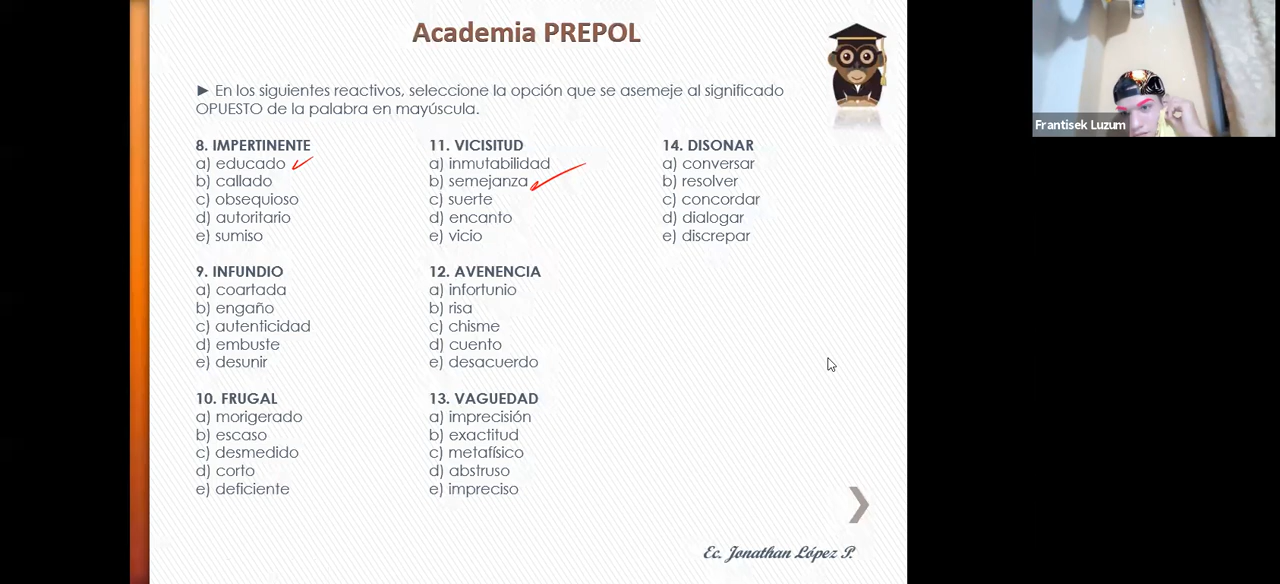 Academia PREPOL
► En los siguientes reactivos, seleccione la opción que se asemeje al significado
OPUESTO de la palabra en mayúscula.
8. IMPERTINENTE
a) educado
b) callado
c) obsequioso
d) autoritario
e) sumiso
9. INFUNDIO
a) coartada
b) engaño
c) autenticidad
d) embuste
e) desunir
10. FRUGAL
a) morigerado
b) escaso
c) desmedido
d) corto
e) deficiente
11. VICISITUD
a) inmutabilidad
b) semejanza
c) suerte
d) encanto
e) vicio
12. AVENENCIA
a) infortunio
b) risa
c) chisme
d) cuento
e) desacuerdo
13. VAGUEDAD
a) imprecisión
b) exactitud
c) metafísico
d) abstruso
e) impreciso
14. DISONAR
a) conversar
b) resolver
c) concordar
d) dialogar
e) discrepar
Ec. Jonathan López P.
Frantisek Luzum